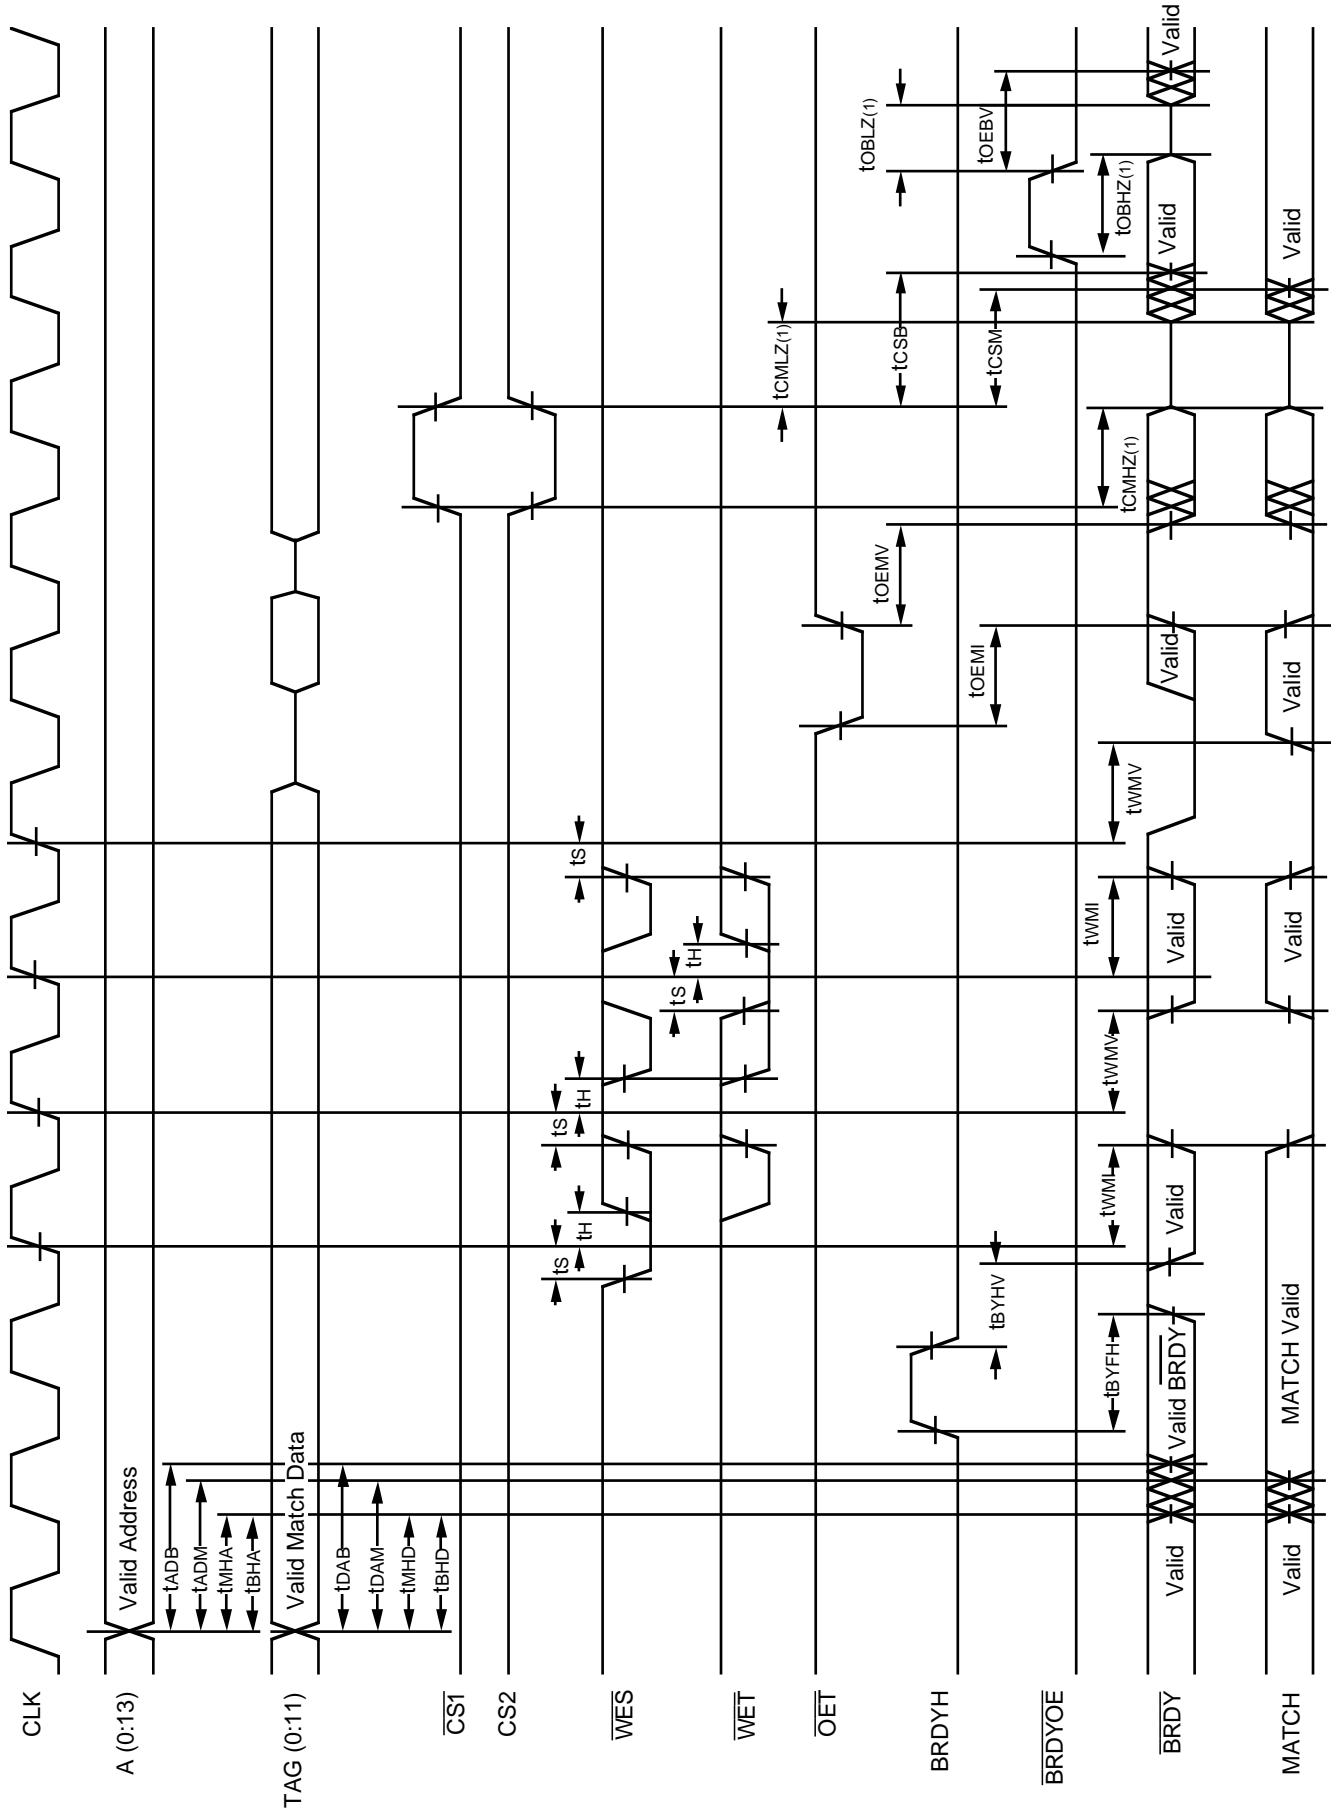 CLK
A (0:13)
Valid Address
tADB
tADM
tMHA
tBHA
TAG (0:11)
Valid Match Data
tDAB
tDAM
tMHD
tBHD
CS1
CS2
WES
tS
tH
tS
tH
tS
WET
tS
tH
OET
BRDYH
BRDYOE
tBYHV
tOEMI
tOEMV
tCMLZ(1)
tCSB
tCSM
tOBLZ(1)
tOEBV
tBYFH
tWMI
tWMV
tWMI
tWMV
tCMHZ(1)
tOBHZ(1)
BRDY
Valid
Valid BRDY
Valid
Valid
Valid
Valid
Valid
MATCH
Valid
MATCH Valid
Valid
Valid
Valid